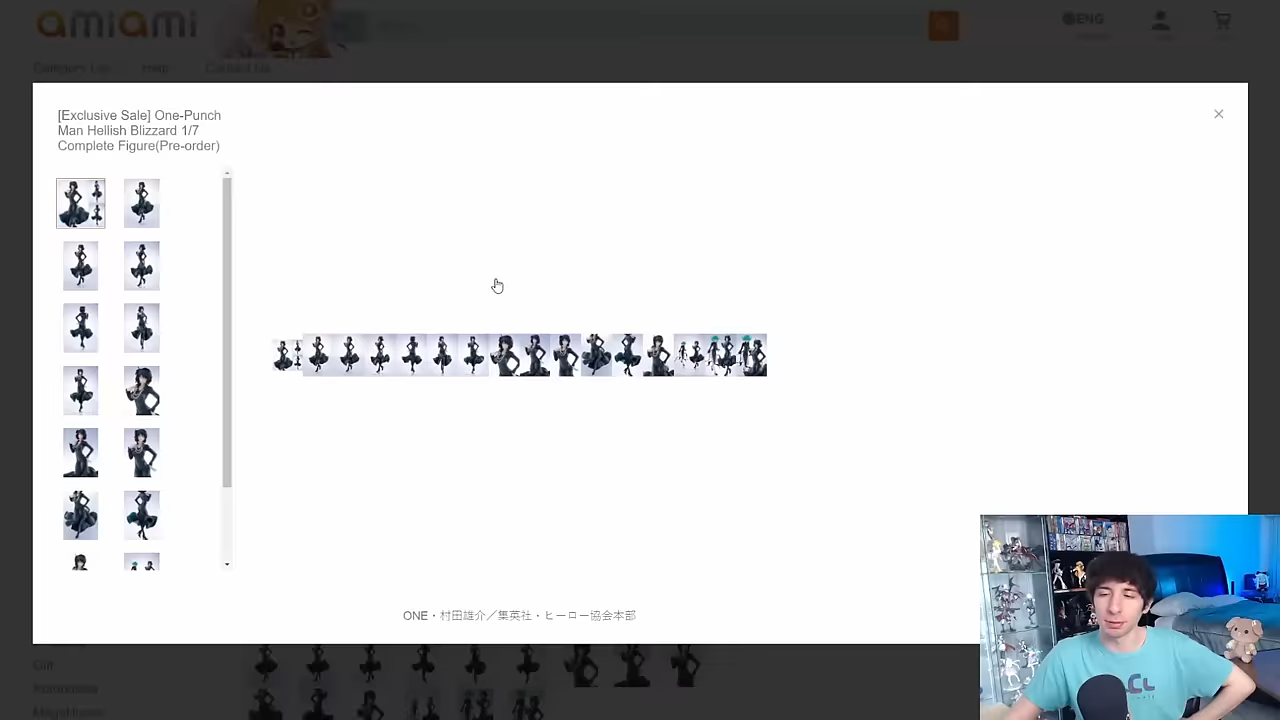 amiami
ENG
Category List
Help
Contact Us
[Exclusive Sale] One-Punch
Man Hellish Blizzard 1/7
Complete Figure(Pre-order)
ONE・村田雄介／集英社・ヒーロー協会本部
Gift